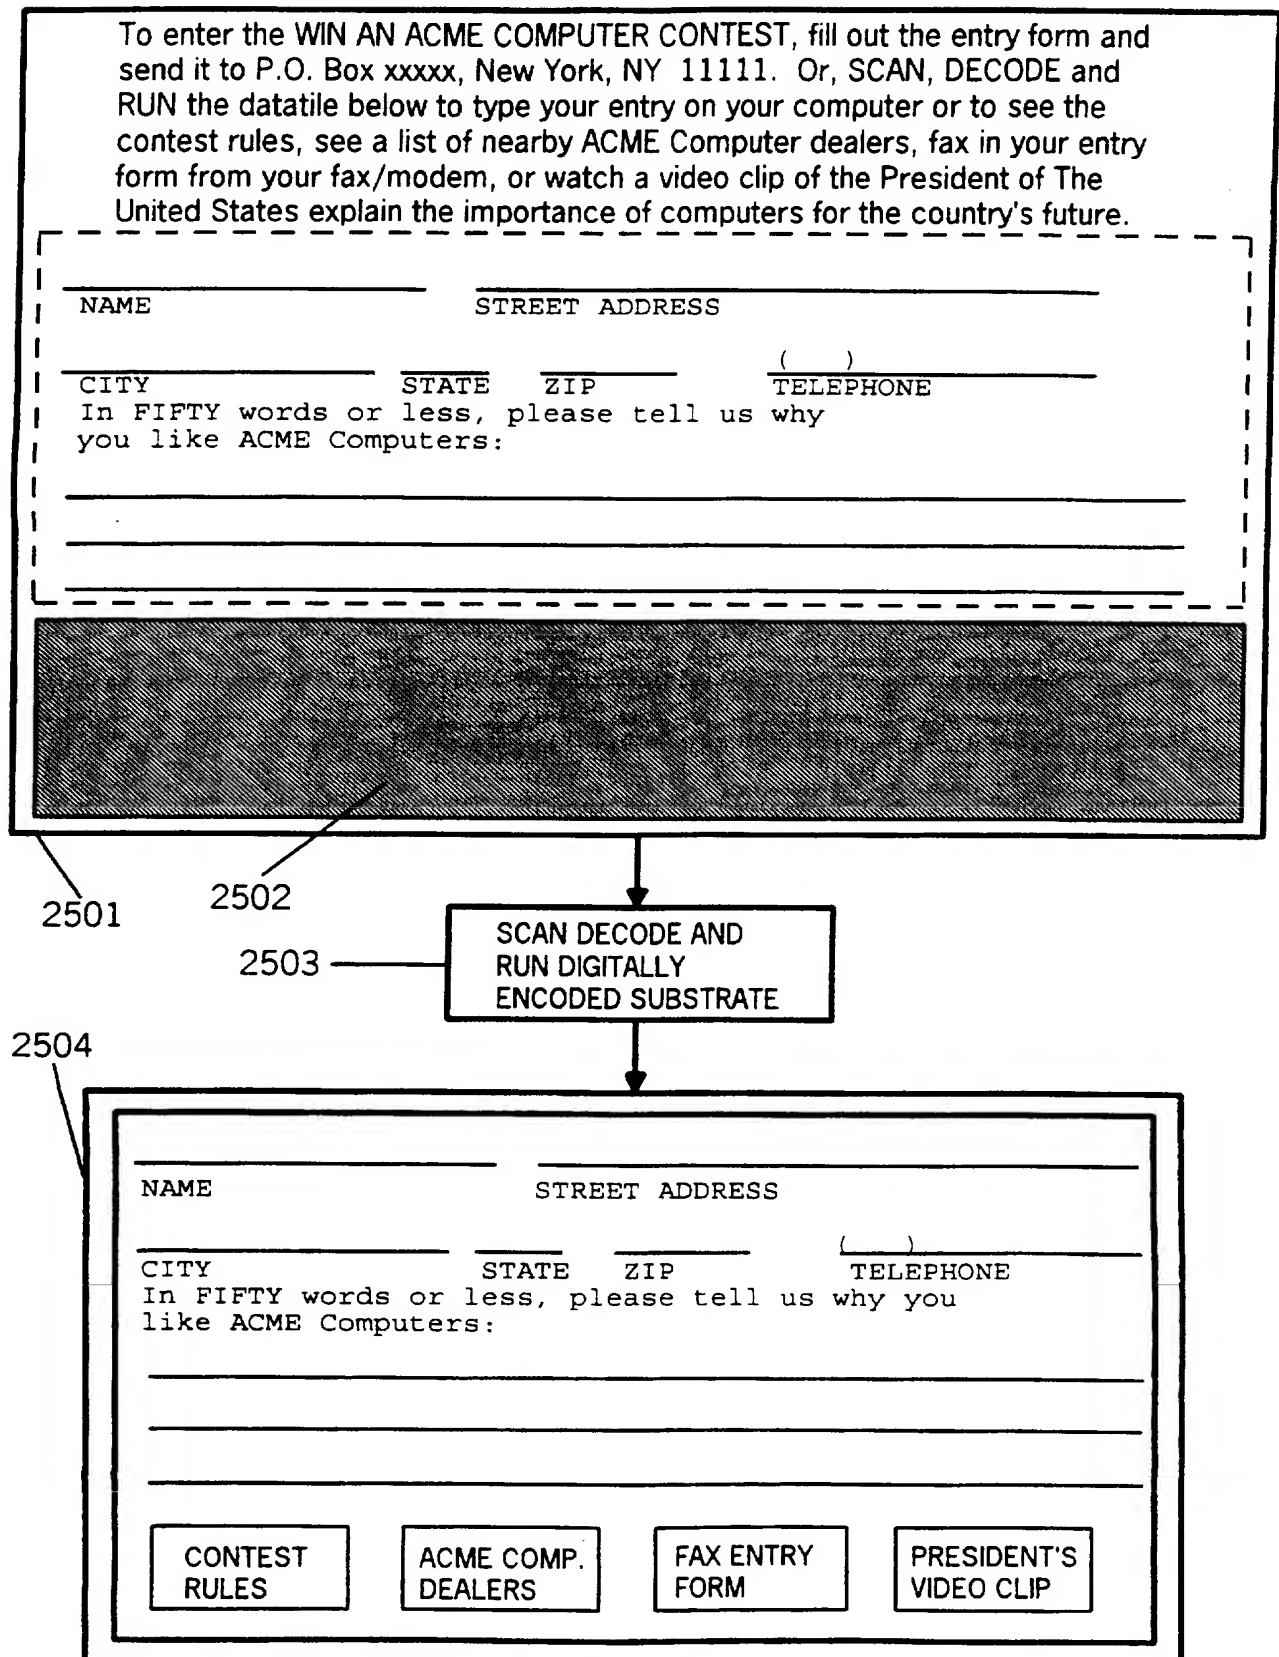 To enter the WIN AN ACME COMPUTER CONTEST, fill out the entry form and
send it to P.O. Box xxxxx, New York, NY 11111. Or, SCAN, DECODE and
RUN the datatile below to type your entry on your computer or to see the
contest rules, see a list of nearby ACME Computer dealers, fax in your entry
form from your fax/modem, or watch a video clip of the President of The
United States explain the importance of computers for the country's future.
NAME STREET ADDRESS
( )
CITY STATE ZIP TELEPHONE
In FIFTY words or less, please tell us why
you like ACME Computers:
2501
2502
2503
SCAN DECODE AND
RUN DIGITALLY
ENCODED SUBSTRATE
2504
NAME STREET ADDRESS
( )
CITY STATE ZIP TELEPHONE
In FIFTY words or less, please tell us why you
like ACME Computers:
CONTEST
RULES
ACME COMP.
DEALERS
FAX ENTRY
FORM
PRESIDENT'S
VIDEO CLIP